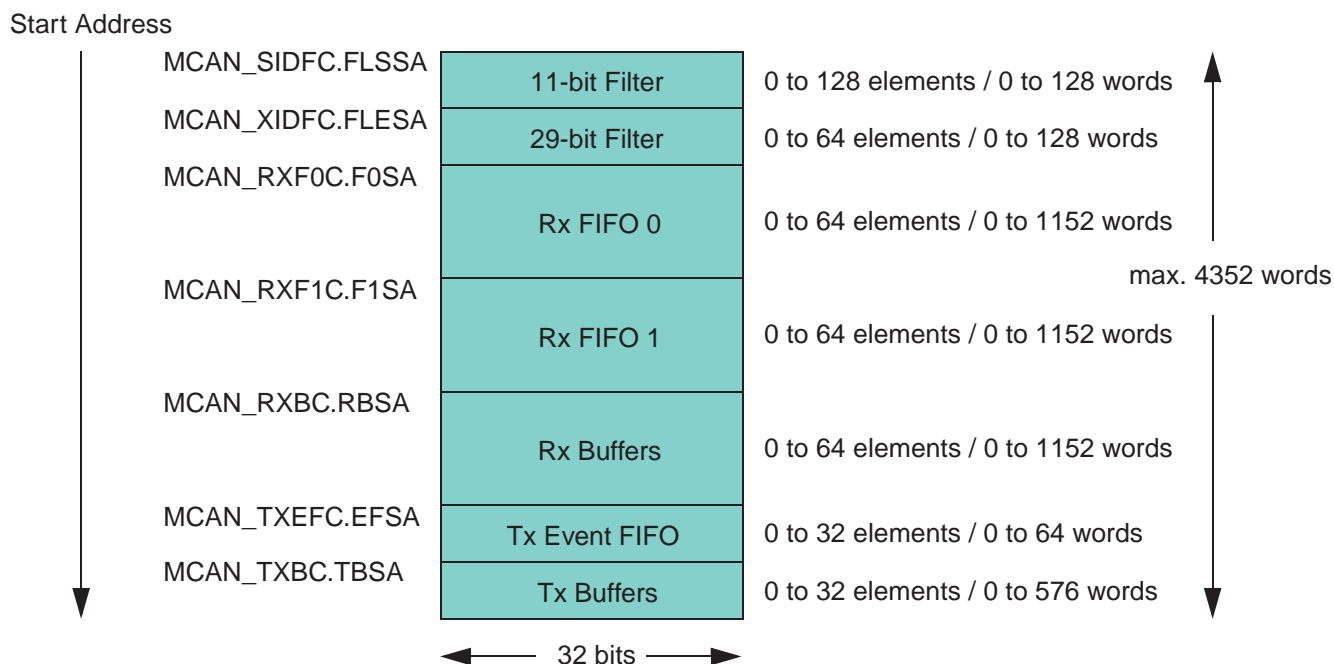 Start Address
MCAN_SIDFC.FLSSA
11-bit Filter
0 to 128 elements / 0 to 128 words
MCAN_XIDFC.FLESA
29-bit Filter
0 to 64 elements / 0 to 128 words
MCAN_RXF0C.F0SA
Rx FIFO 0
0 to 64 elements / 0 to 1152 words
max. 4352 words
MCAN_RXF1C.F1SA
Rx FIFO 1
0 to 64 elements / 0 to 1152 words
MCAN_RXBC.RBSA
Rx Buffers
0 to 64 elements / 0 to 1152 words
MCAN_TXEFC.EFSA
Tx Event FIFO
0 to 32 elements / 0 to 64 words
MCAN_TXBC.TBSA
Tx Buffers
0 to 32 elements / 0 to 576 words
32 bits